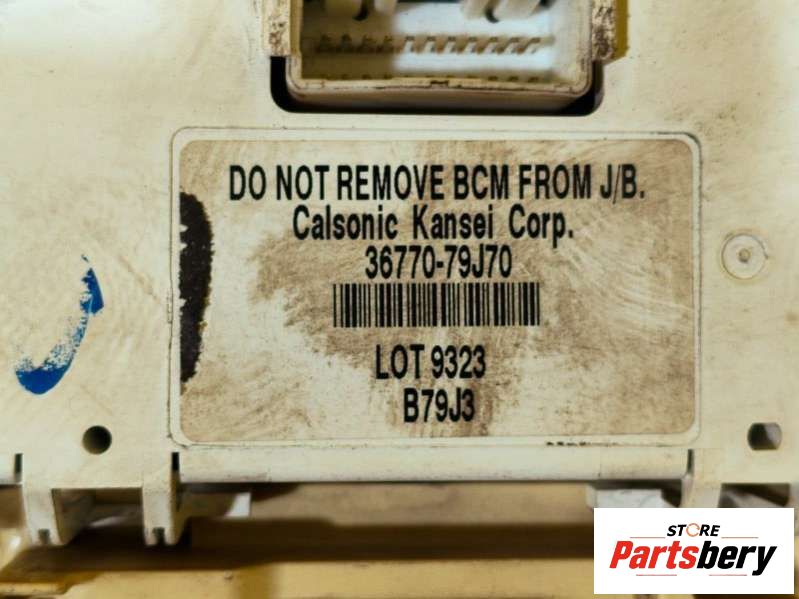 DO NOT REMOVE BCM FROM J/B.
Calsonic Kansei Corp.
36770-79J70
LOT 9323
B79J3
STORE
Partsbery